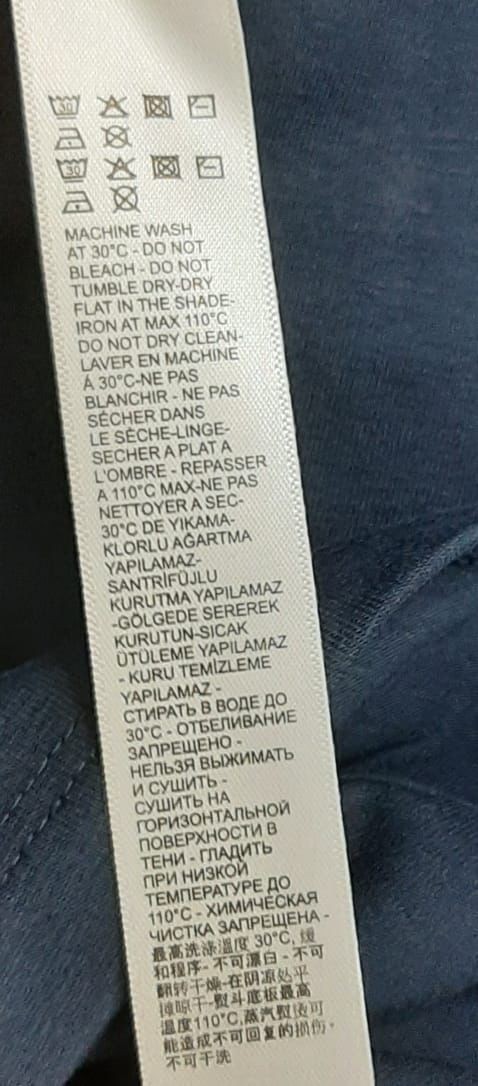 30
30
MACHINE WASH
AT 30°C - DO NOT
BLEACH - DO NOT
TUMBLE DRY-DRY
FLAT IN THE SHADE-
IRON AT MAX 110°C
DO NOT DRY CLEAN-
LAVER EN MACHINE
Á 30°C-NE PAS
BLANCHIR - NE PAS
SÉCHER DANS
LE SÈCHE-LINGE-
SECHER A PLAT A
L'OMBRE - REPASSER
A 110°C MAX-NE PAS
NETTOYER A SEC-
30°C DE YIKAMA-
KLORLU AĞARTMA
YAPILAMAZ-
SANTRİFÜJLU
KURUTMA YAPILAMAZ
-GÖLGEDE SEREREK
KURUTUN-SICAK
ÜTÜLEME YAPILAMAZ
- KURU TEMİZLEME
YAPILAMAZ -
СТИРАТЬ В ВОДЕ ДО
30°C - ОТБЕЛИВАНИЕ
ЗАПРЕЩЕНО -
НЕЛЬЗЯ ВЫЖИМАТЬ
И СУШИТЬ -
СУШИТЬ НА
ГОРИЗОНТАЛЬНОЙ
ПОВЕРХНОСТИ В
ТЕНИ - ГЛАДИТЬ
ПРИ НИЗКОЙ
ТЕМПЕРАТУРЕ ДО
110°C - ХИМИЧЕСКАЯ
ЧИСТКА ЗАПРЕЩЕНА -
最高洗涤温度 30°C, 缓
和程序- 不可漂白 - 不可
翻转干燥-在阴凉处平
摊晾干-熨斗底板最高
温度110°C,蒸汽熨烫可
能造成不可回复的损伤-
不可干洗